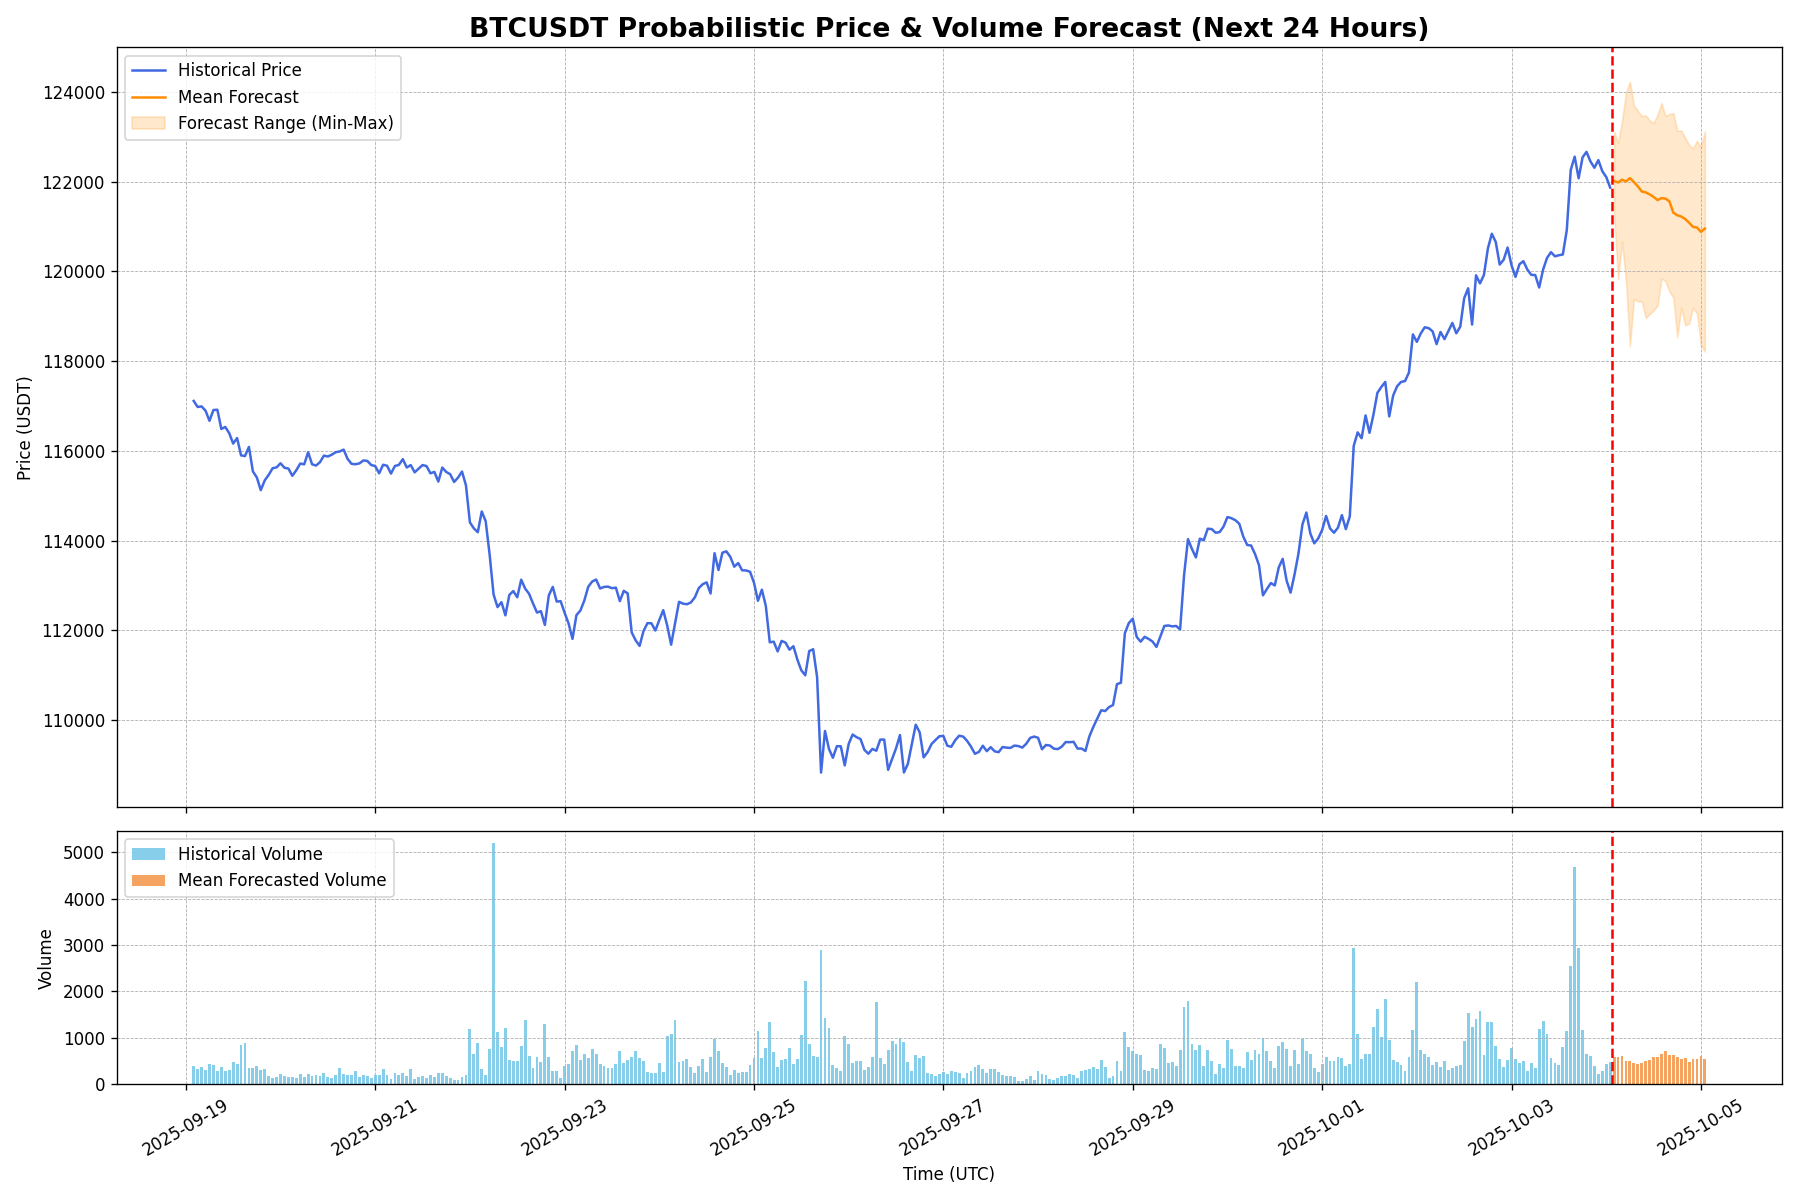 BTCUSDT Probabilistic Price & Volume Forecast (Next 24 Hours)
Historical Price
Mean Forecast
Forecast Range (Min-Max)
124000
122000
120000
118000
116000
114000
112000
110000
Price (USDT)
Historical Volume
Mean Forecasted Volume
5000
4000
3000
2000
1000
0
Volume
2025-09-19
2025-09-21
2025-09-23
2025-09-25
2025-09-27
2025-09-29
2025-10-01
2025-10-03
2025-10-05
Time (UTC)